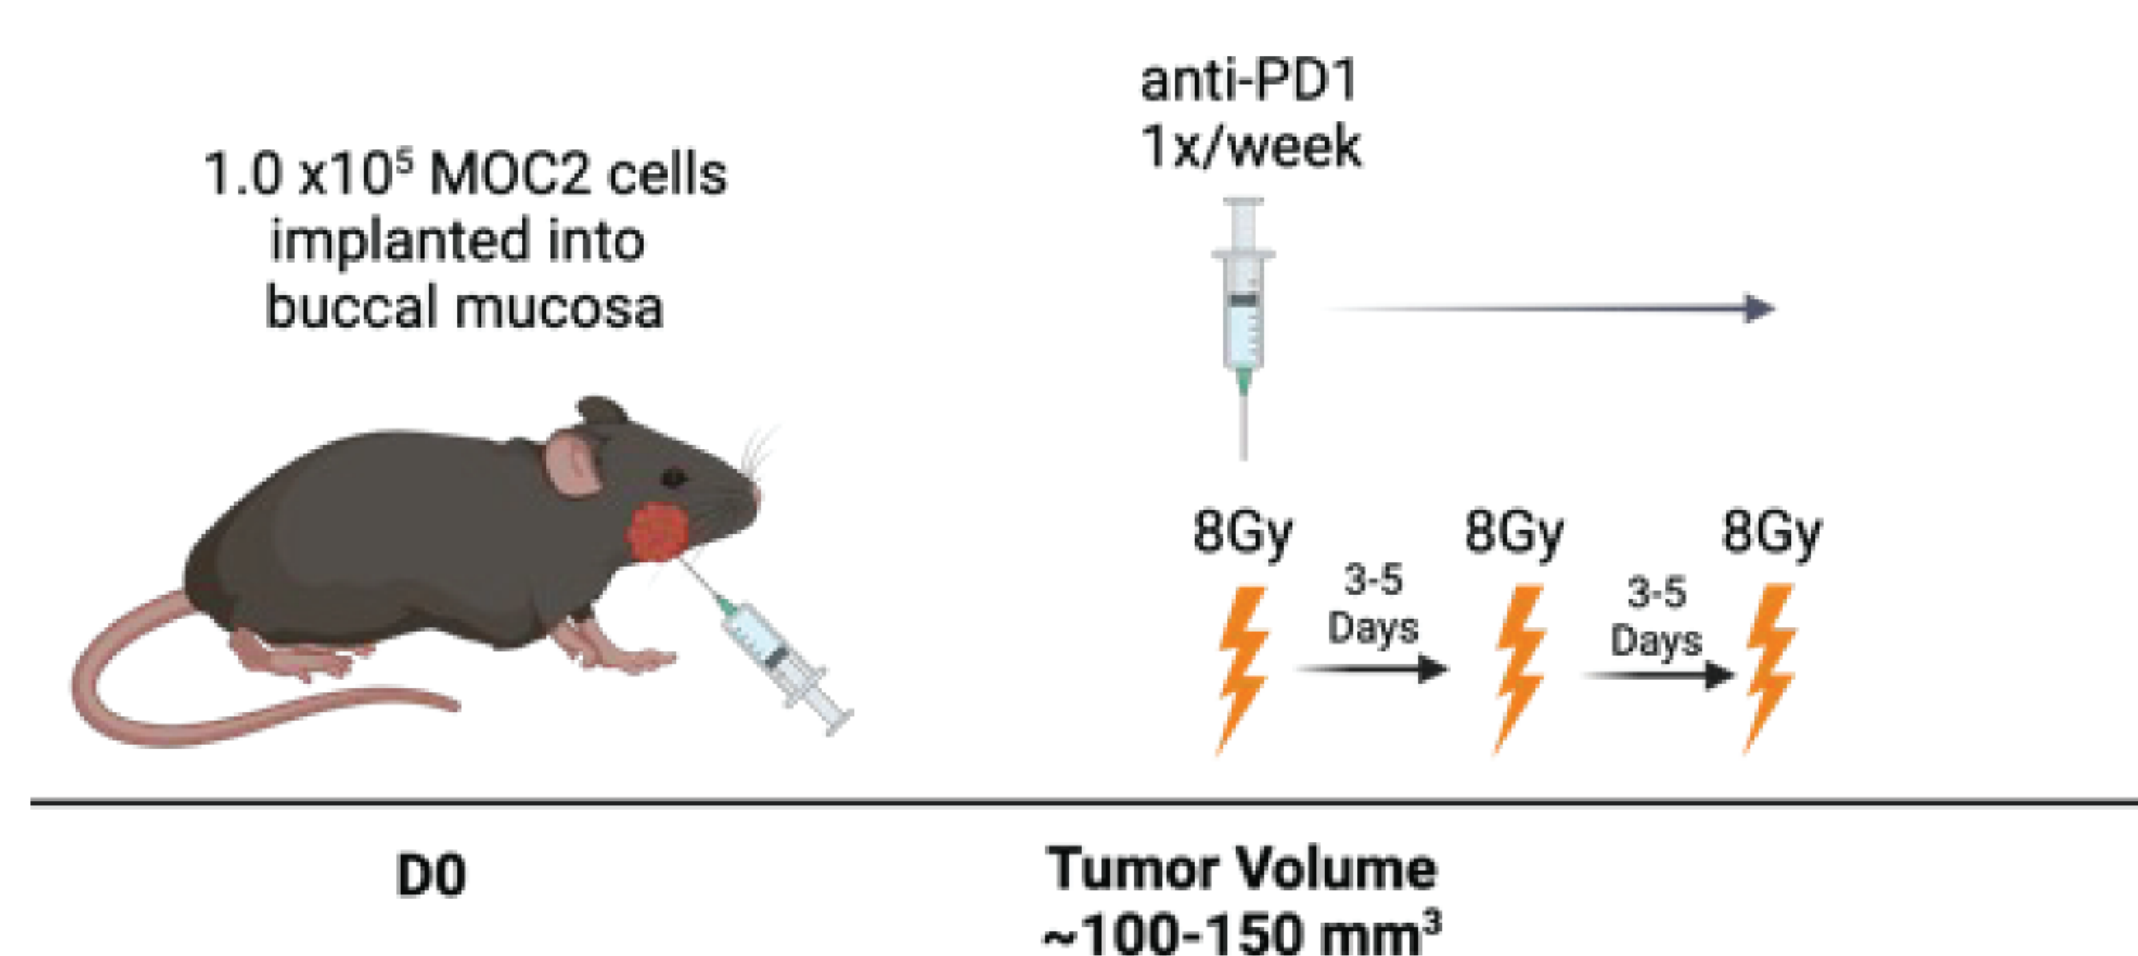 1.0 x10⁵ MOC2 cells
implanted into
buccal mucosa
anti-PD1
1x/week
8Gy
3-5
Days
8Gy
3-5
Days
8Gy
D0
Tumor Volume
~100-150 mm³